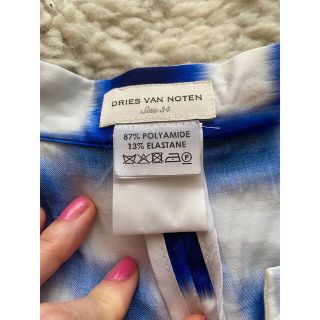 DRIES VAN NOTEN
Size 34
87% POLYAMIDE
13% ELASTANE